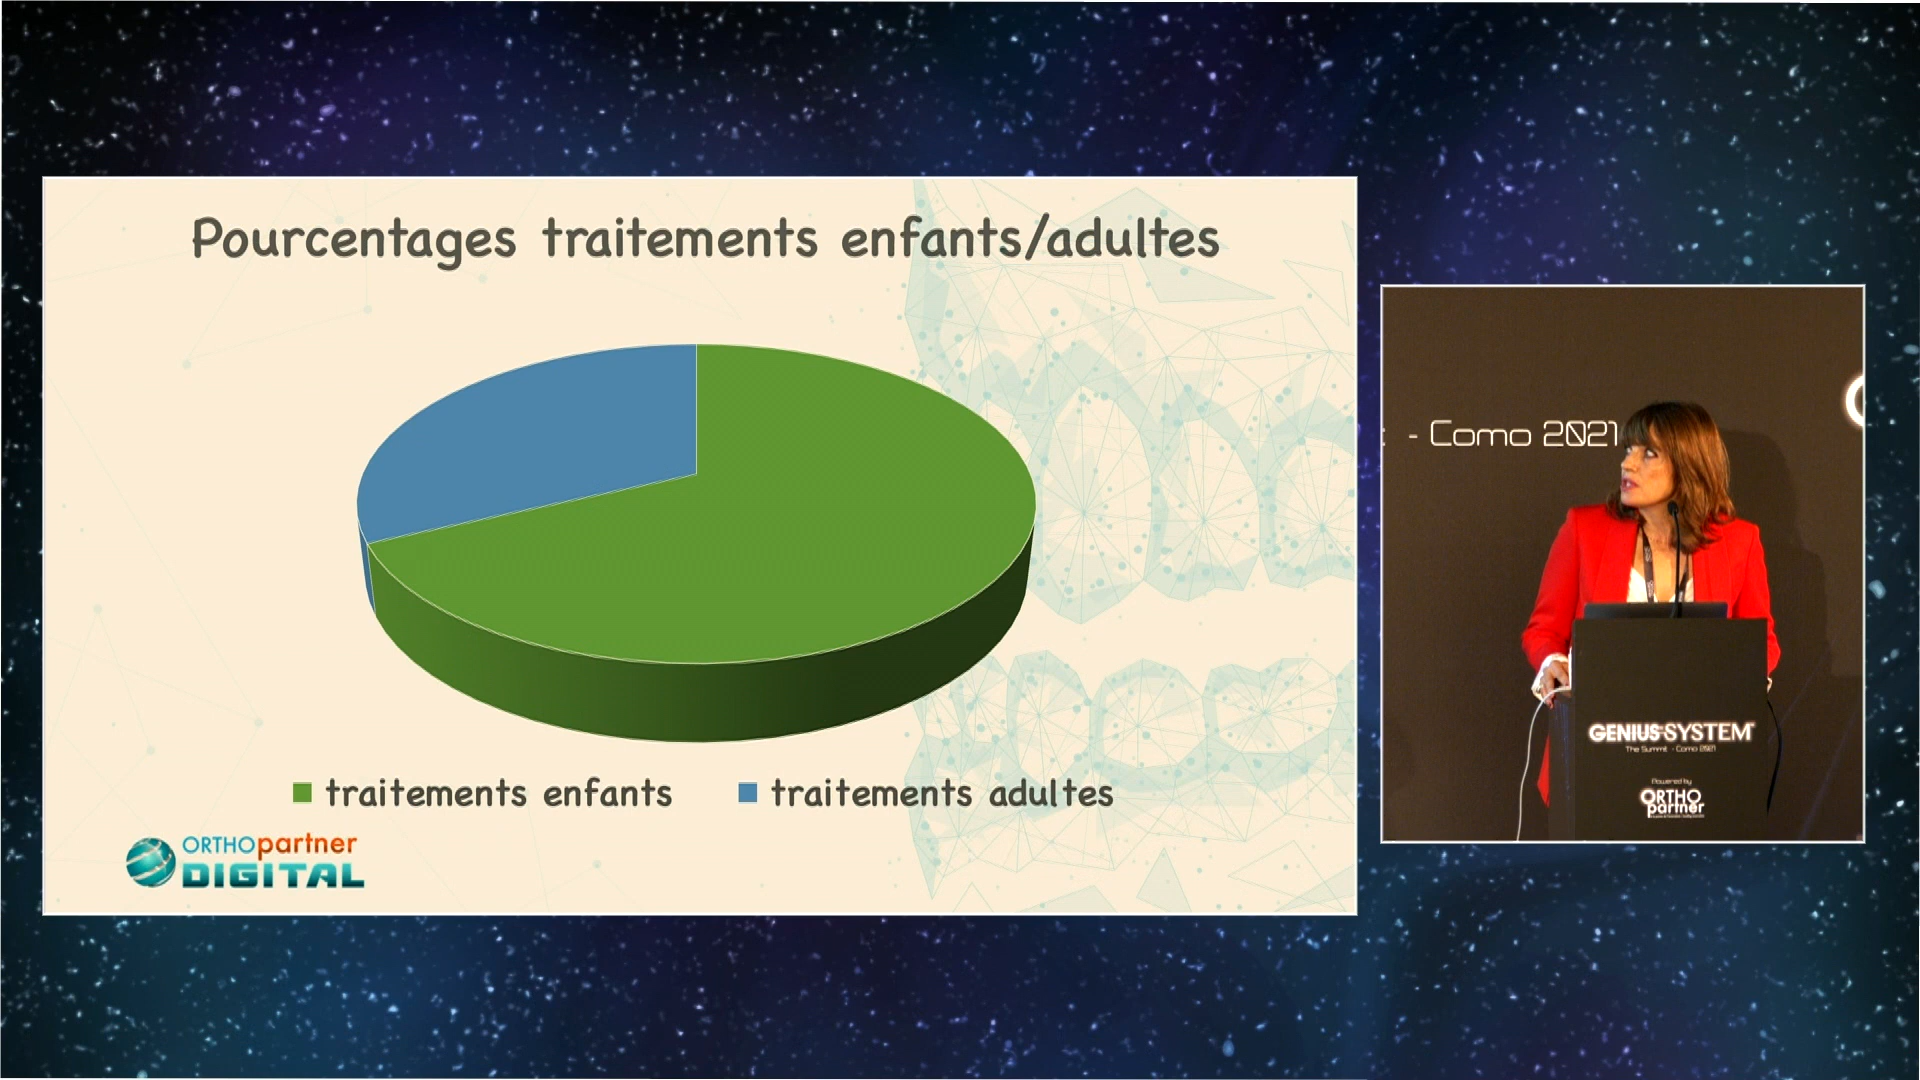 Pourcentages traitements enfants/adultes
traitements enfants
traitements adultes
ORTHOpartner
DIGITAL
- Como 2021
GENIUS SYSTEM
The Summit - Como 2021
Powered by
ORTHO
partner